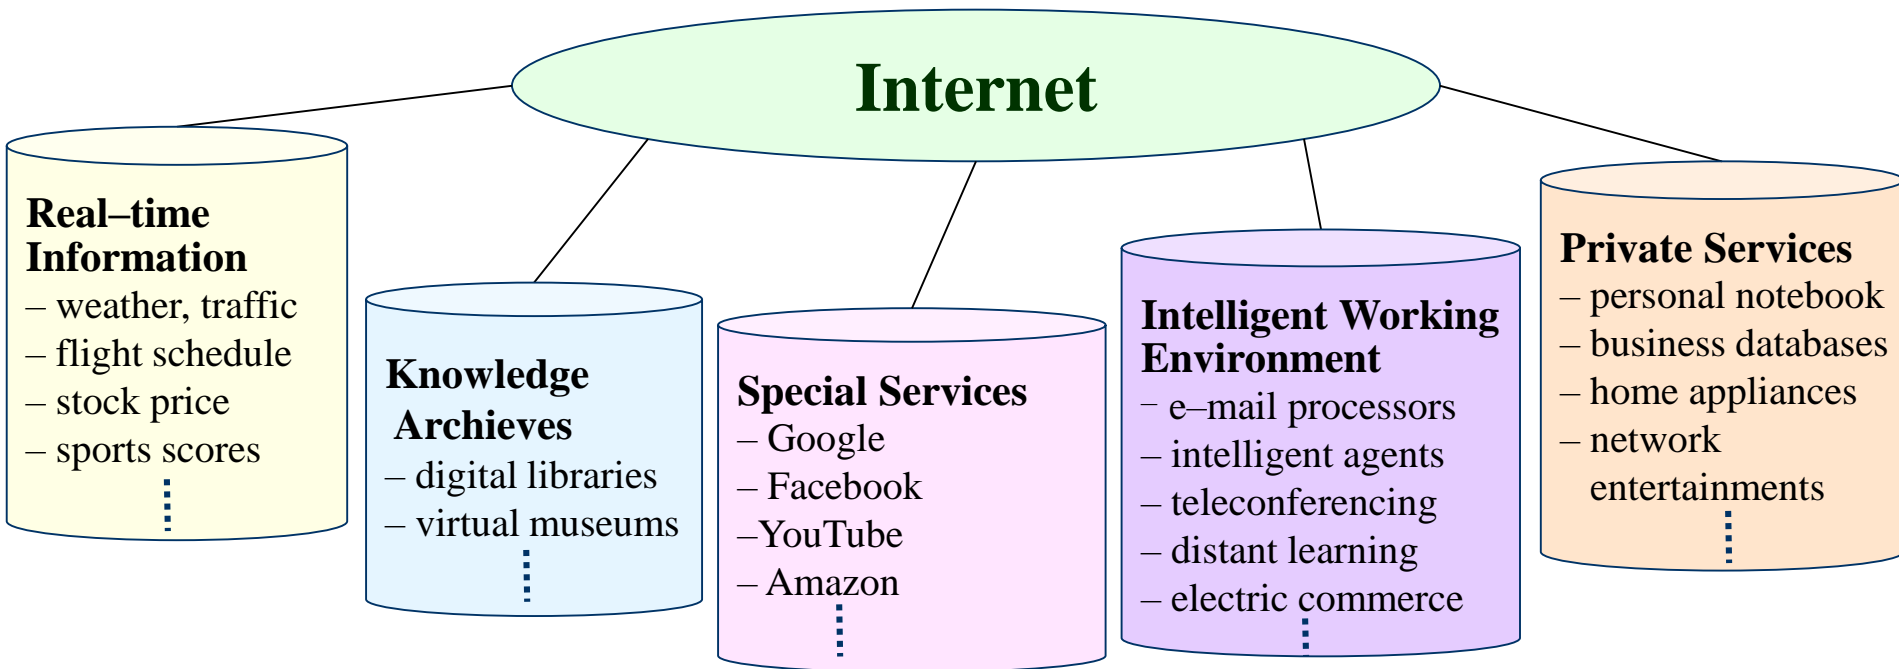 Internet
Real–time
Information
– weather, traffic
– flight schedule
– stock price
– sports scores
Knowledge
Archieves
– digital libraries
– virtual museums
Special Services
– Google
– Facebook
–YouTube
– Amazon
Intelligent Working
Environment
– e–mail processors
– intelligent agents
– teleconferencing
– distant learning
– electric commerce
Private Services
– personal notebook
– business databases
– home appliances
– network
entertainments